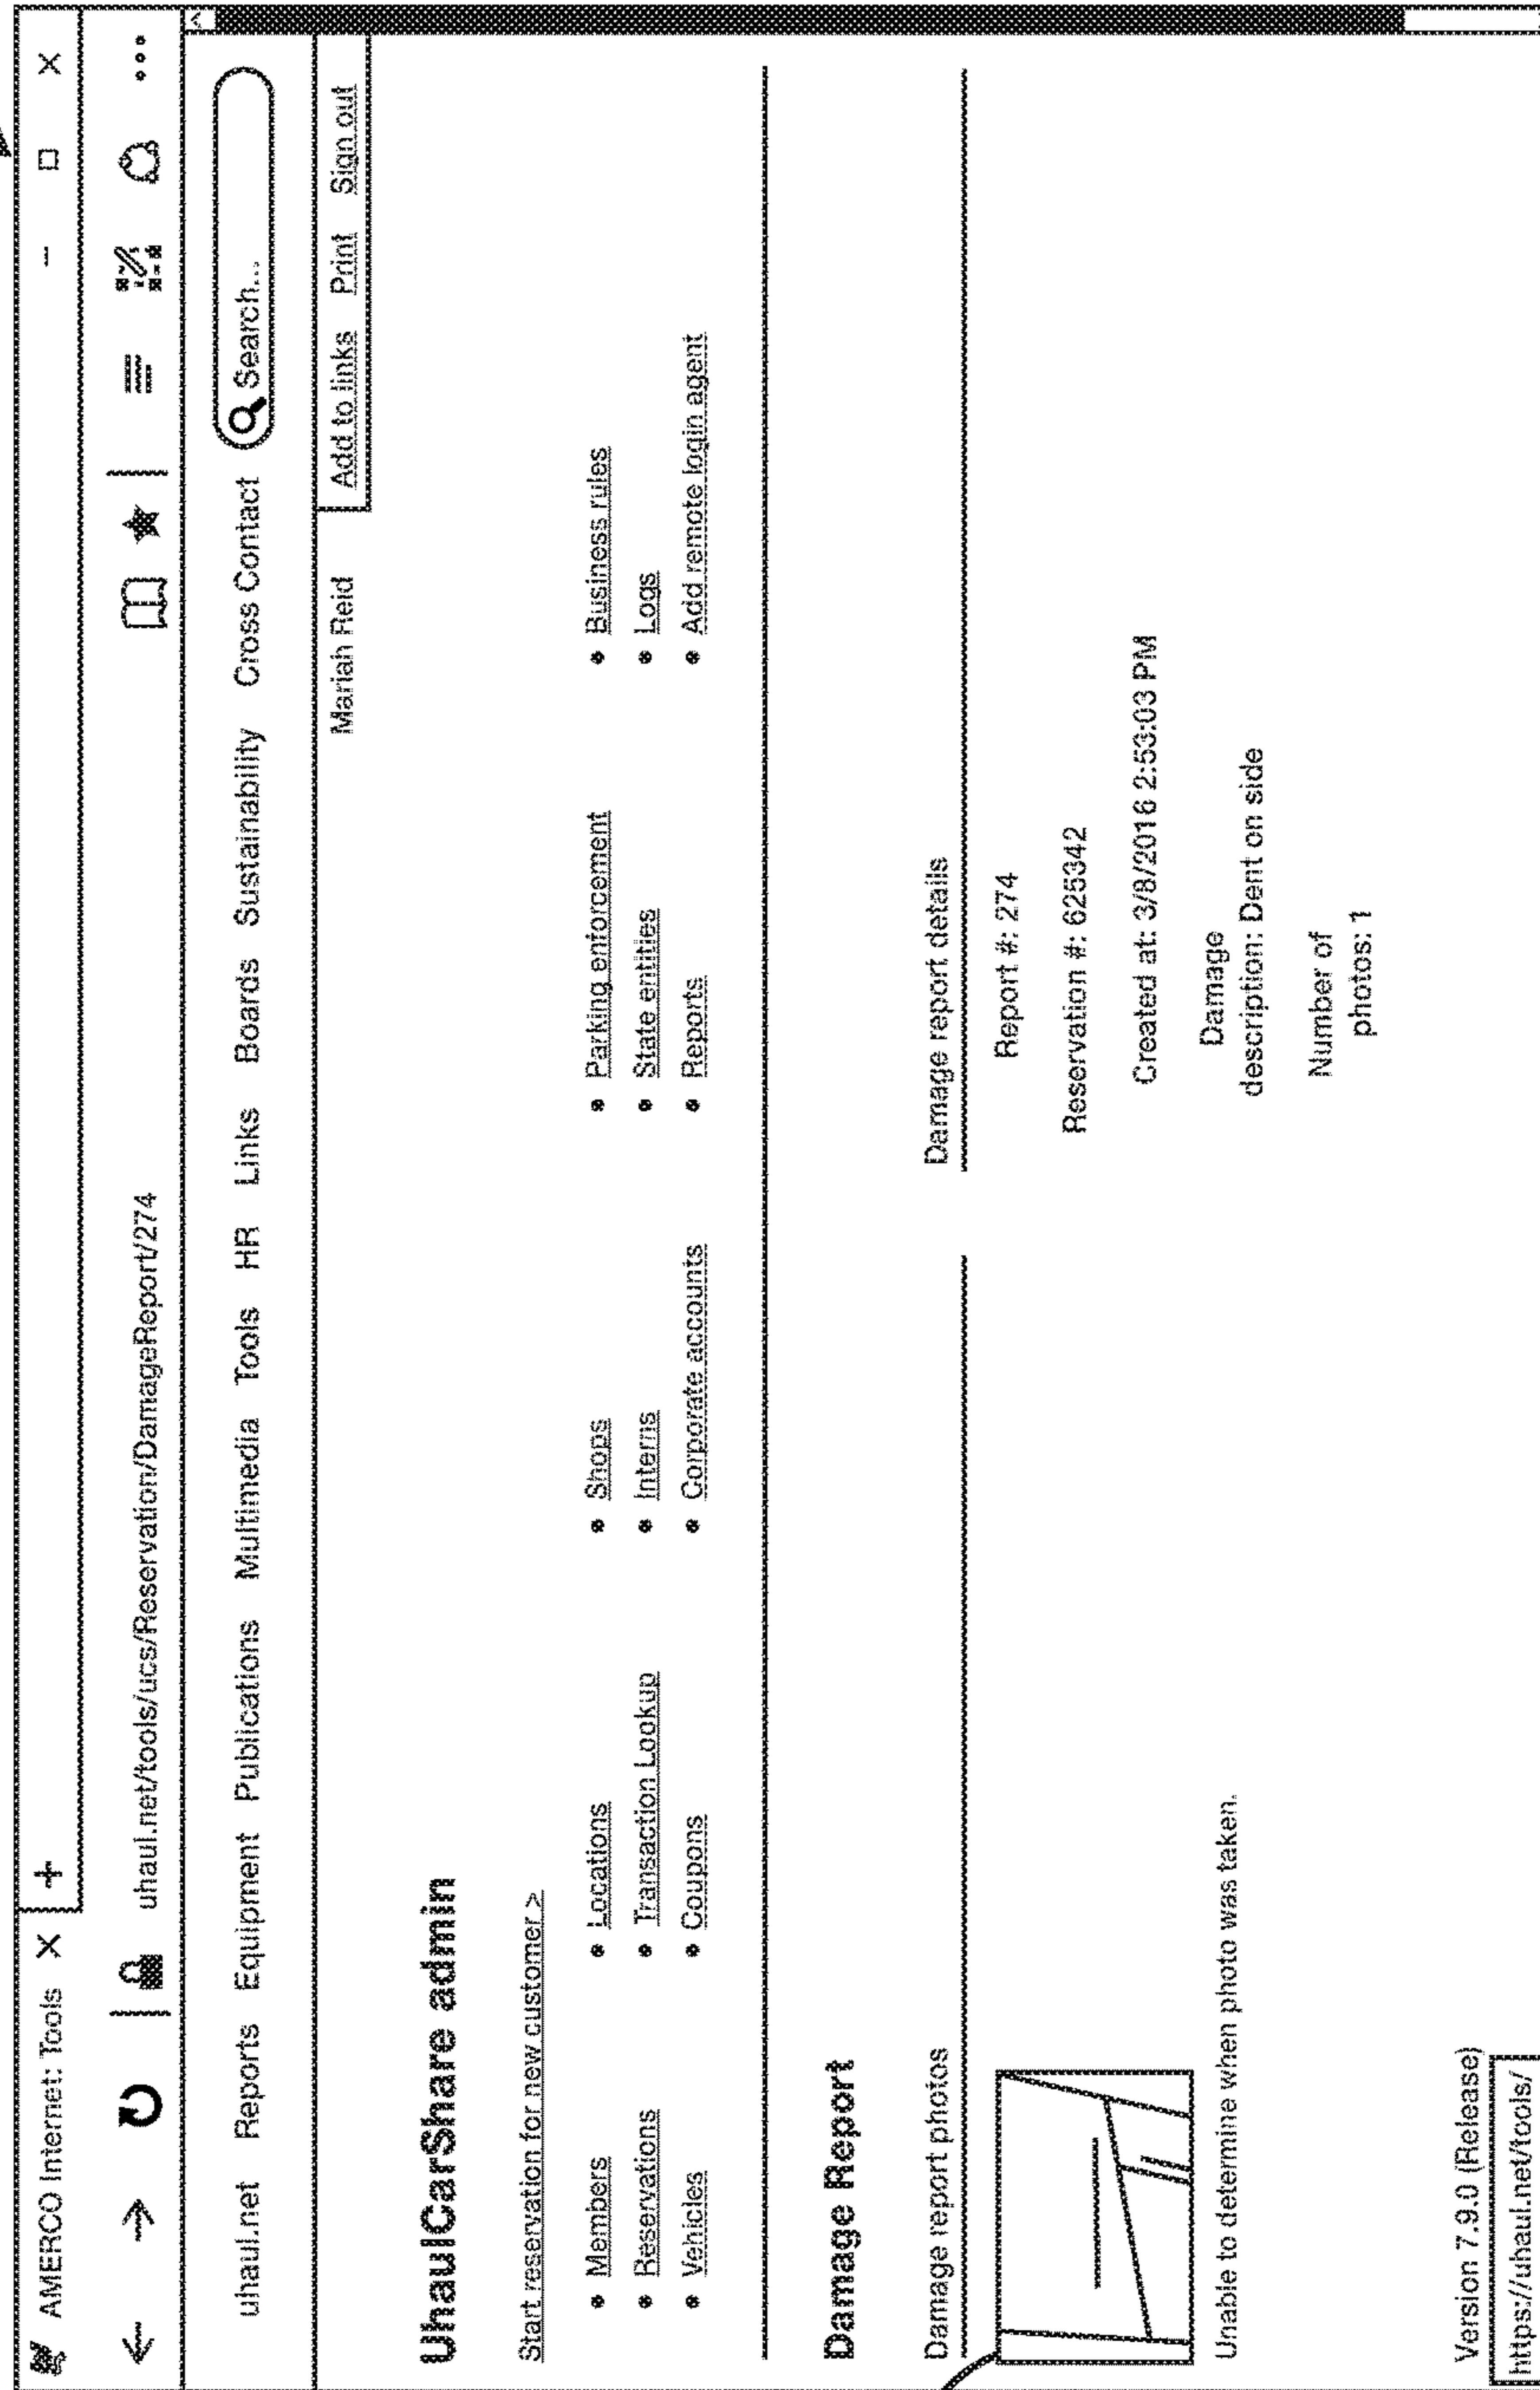 AMERCO Internet: Tools
uhaul.net/tools/ucs/Reservation/DamageReport/274
uhaul.net Reports Equipment Publications Multimedia Tools HR Links Boards Sustainability Cross Contact Search...
Mariah Reid Add to links Print Sign out
UhaulCarShare admin
Start reservation for new customer >
• Members • Locations • Shops • Parking enforcement • Business rules
• Reservations • Transaction Lookup • Interns • State entities • Logs
• Vehicles • Coupons • Corporate accounts • Reports • Add remote login agent
Damage Report
Damage report photos
Unable to determine when photo was taken.
Damage report details
Report #: 274
Reservation #: 625342
Created at: 3/8/2016 2:53:03 PM
Damage
description: Dent on side
Number of
photos: 1
Version 7.9.0 (Release)
https://uhaul.net/tools/